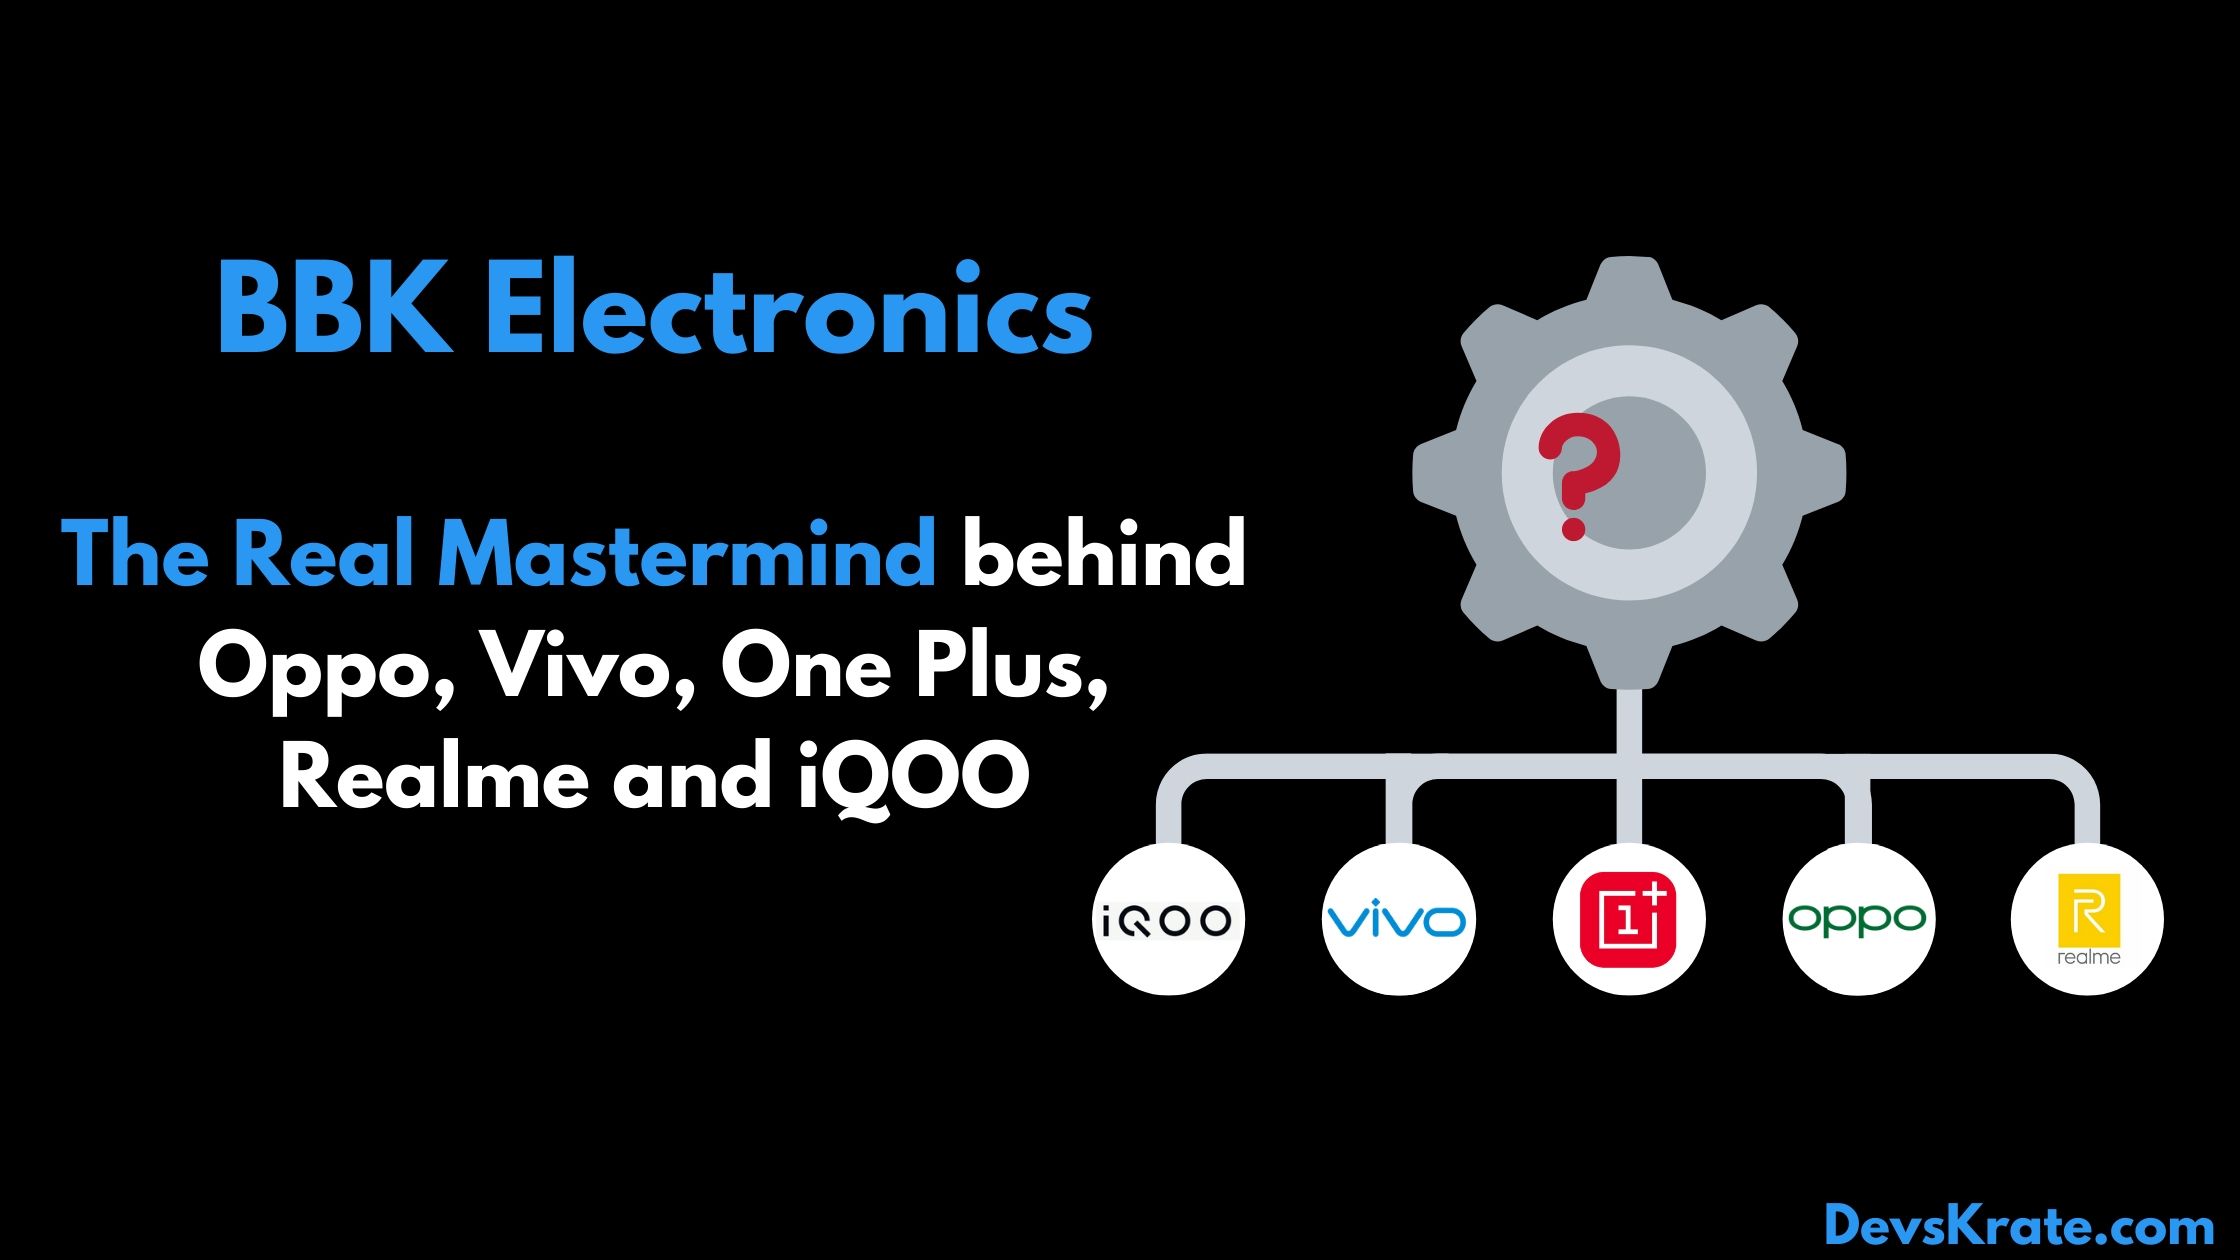 BBK Electronics
The Real Mastermind behind
Oppo, Vivo, One Plus,
Realme and iQOO
?
iQOO
vivo
1+
oppo
R
realme
DevsKrate.com